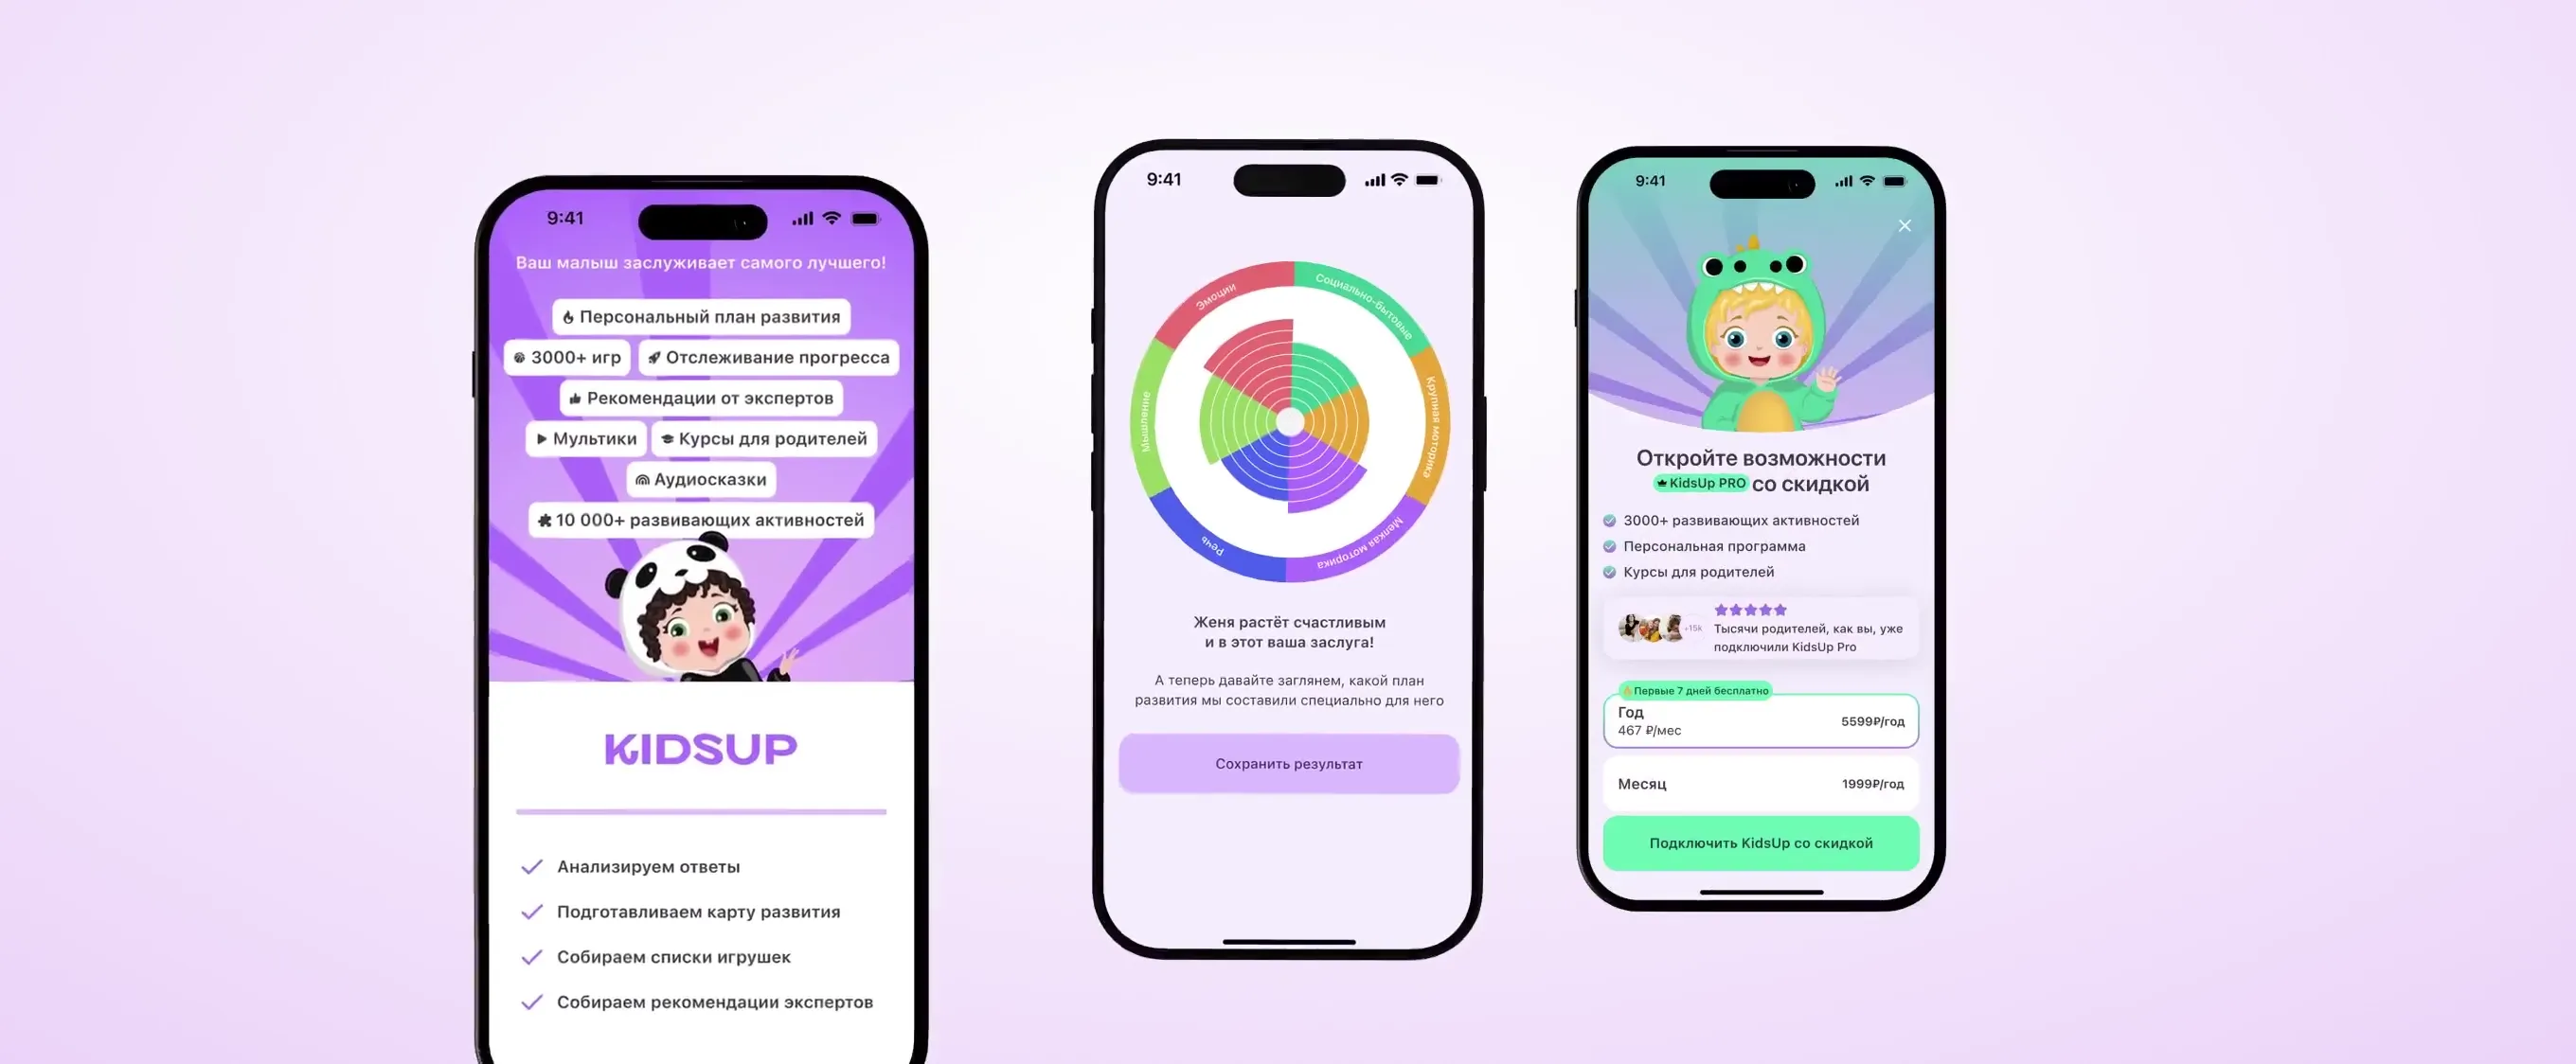 9:41
Ваш малыш заслуживает самого лучшего!
Персональный план развития
3000+ игр
Отслеживание прогресса
Рекомендации от экспертов
Мультики
Курсы для родителей
Аудиосказки
10 000+ развивающих активностей
KIDSUP
Анализируем ответы
Подготавливаем карту развития
Собираем списки игрушек
Собираем рекомендации экспертов
9:41
Эмоции
Социально-бытовые
Крупная моторика
Мелкая моторика
Речь
Мышление
Женя растёт счастливым
и в этот ваша заслуга!
А теперь давайте заглянем, какой план
развития мы составили специально для него
Сохранить результат
9:41
Откройте возможности
KidsUp PRO со скидкой
3000+ развивающих активностей
Персональная программа
Курсы для родителей
+15k
Тысячи родителей, как вы, уже
подключили KidsUp Pro
Первые 7 дней бесплатно
Год
467 ₽/мес
5599₽/год
Месяц
1999₽/год
Подключить KidsUp со скидкой